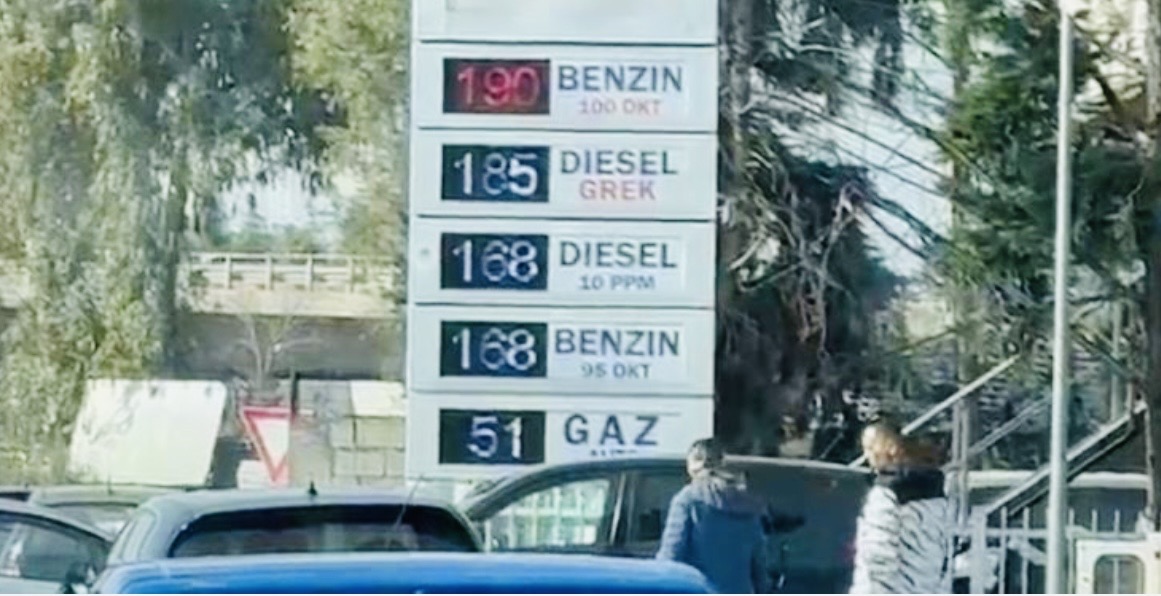 190 BENZIN
100 OKT
185 DIESEL
GREK
168 DIESEL
10 PPM
168 BENZIN
95 OKT
51 GAZ